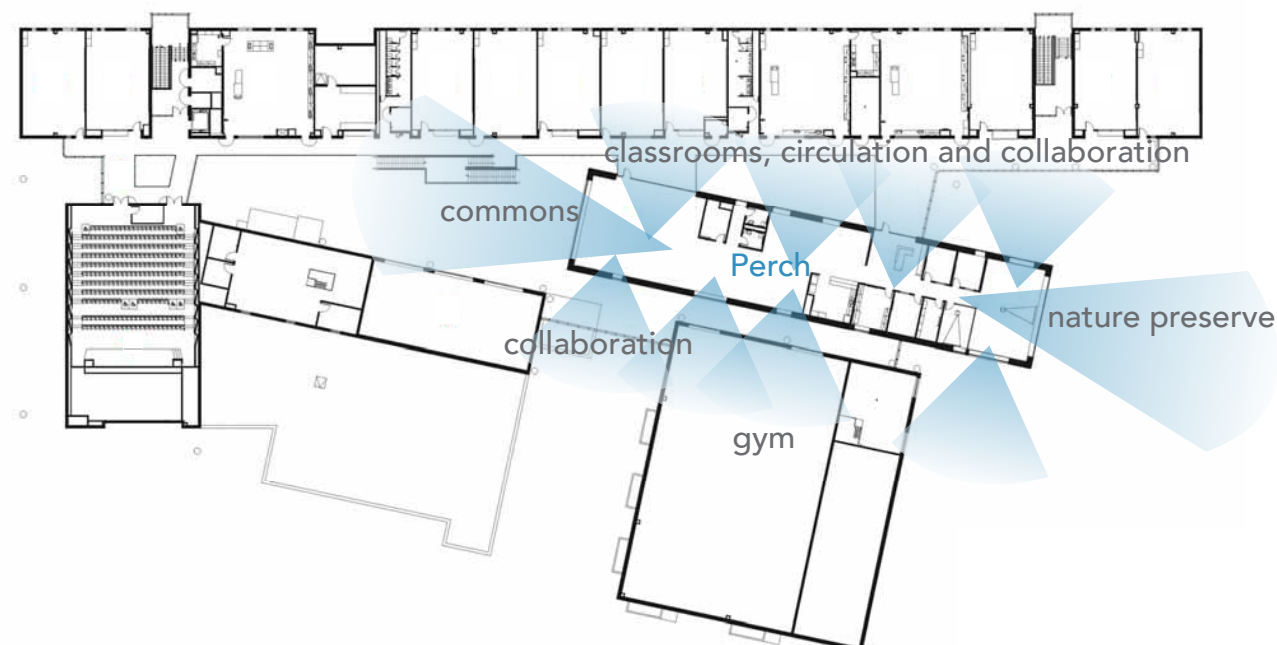 classrooms, circulation and collaboration
commons
Perch
nature preserve
collaboration
gym